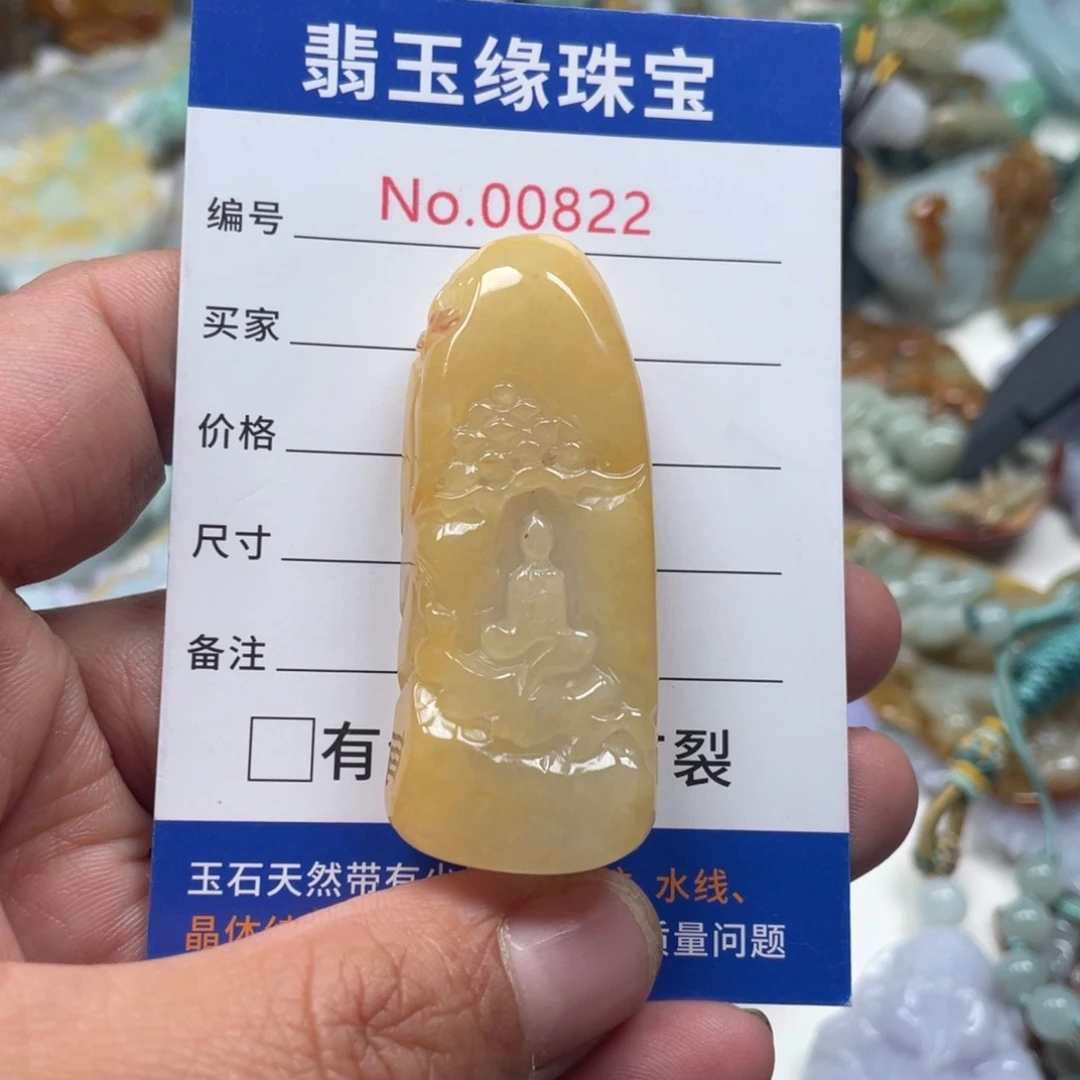 翡玉缘珠宝
编号 No.00822
买家
价格
尺寸
备注
有 裂
玉石天然带有少 水线、
晶体 质量问题